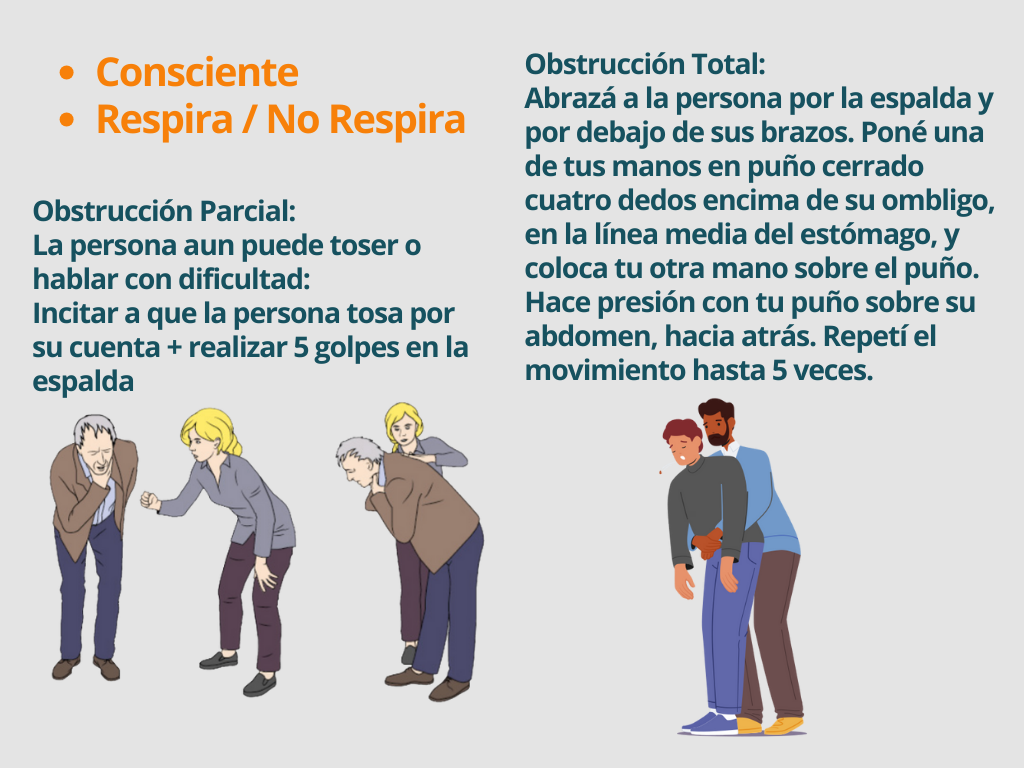 Consciente
Respira / No Respira
Obstrucción Parcial:
La persona aun puede toser o
hablar con dificultad:
Incitar a que la persona tosa por
su cuenta + realizar 5 golpes en la
espalda
Obstrucción Total:
Abrazá a la persona por la espalda y
por debajo de sus brazos. Poné una
de tus manos en puño cerrado
cuatro dedos encima de su ombligo,
en la línea media del estómago, y
coloca tu otra mano sobre el puño.
Hace presión con tu puño sobre su
abdomen, hacia atrás. Repetí el
movimiento hasta 5 veces.